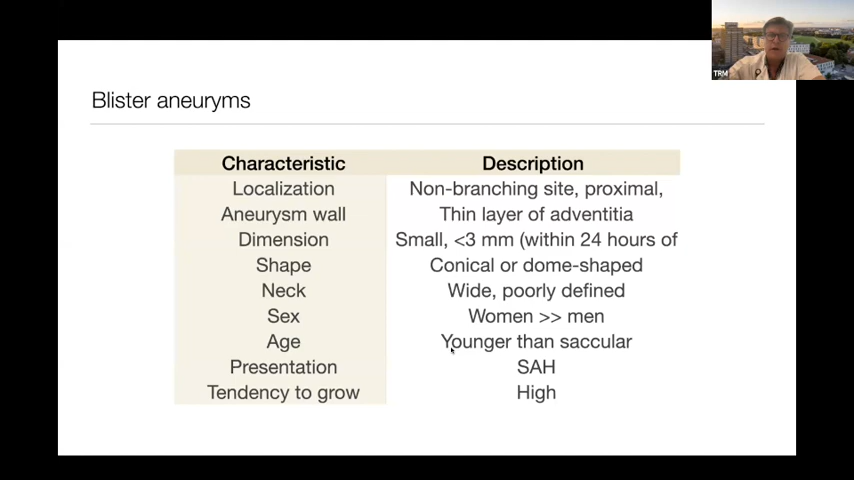 TRM
Blister aneuryms
Characteristic Description
Localization Non-branching site, proximal,
Aneurysm wall Thin layer of adventitia
Dimension Small, <3 mm (within 24 hours of
Shape Conical or dome-shaped
Neck Wide, poorly defined
Sex Women >> men
Age Younger than saccular
Presentation SAH
Tendency to grow High